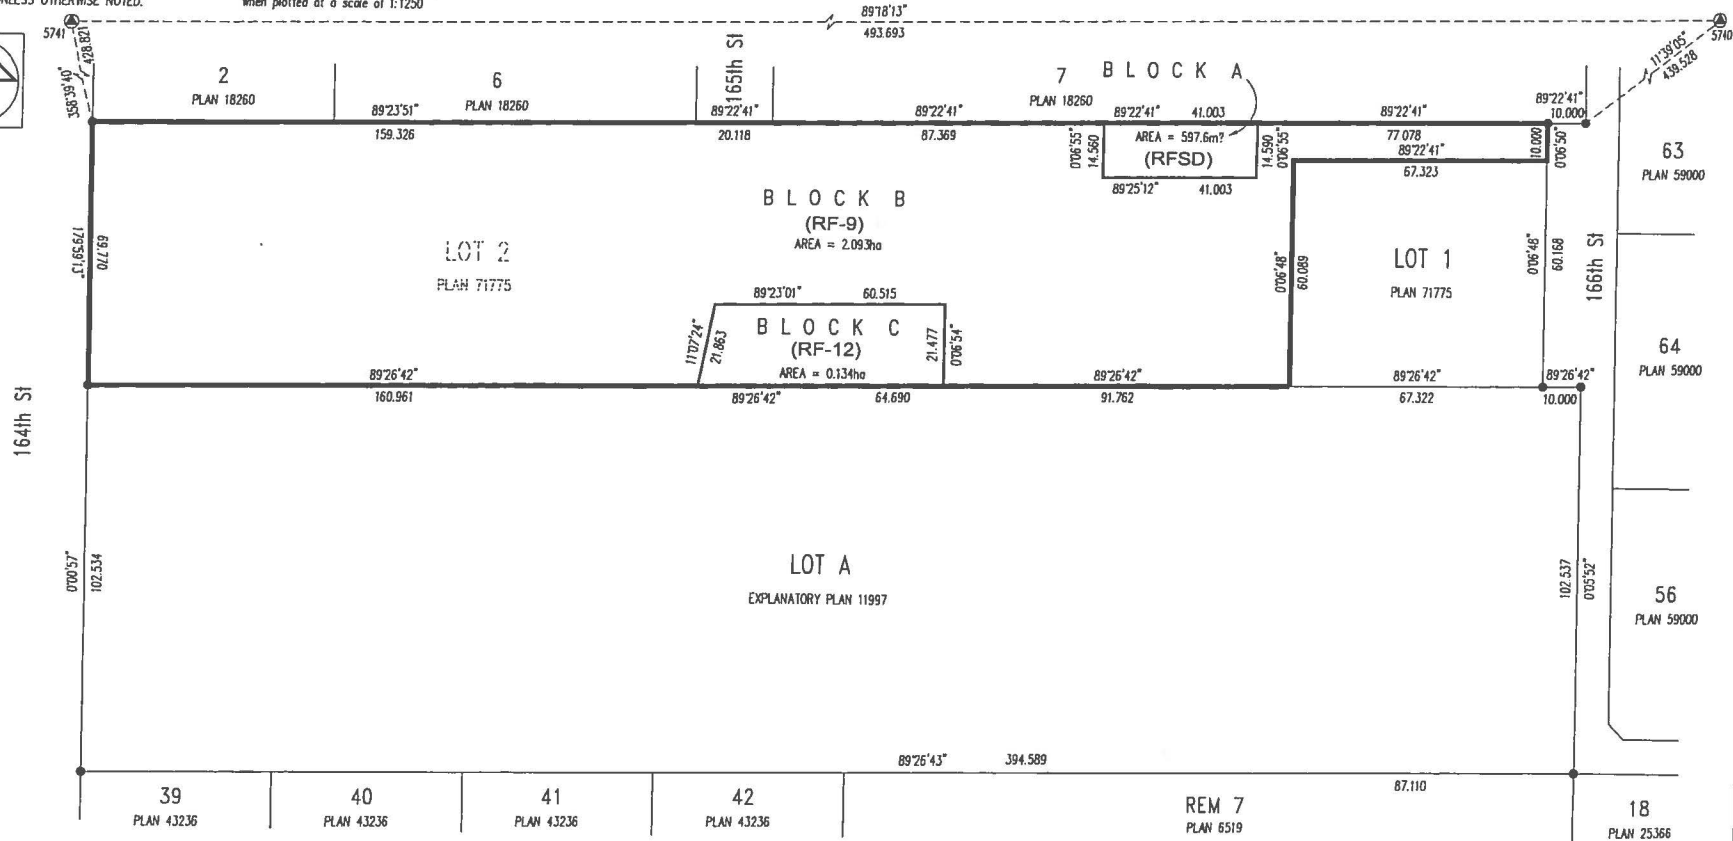 UNLESS OTHERWISE NOTED.
when plotted at a scale of 1:1250
89°18'13"
493.693
5741
5740
358°39'40"
428.821
11°39'05"
439.528
2
PLAN 18260
6
PLAN 18260
165th St
7
PLAN 18260
BLOCK A
89°23'51"
159.326
89°22'41"
20.118
89°22'41"
87.369
89°22'41" 41.003
89°22'41"
77.078
89°22'41"
10.000
AREA = 597.6m²
(RFSD)
0°06'55"
14.560
14.590
0°06'55"
89°25'12" 41.003
89°22'41"
67.323
10.000
0°06'50"
63
PLAN 59000
BLOCK B
(RF-9)
AREA = 2.093ha
179°59'13"
69.770
LOT 2
PLAN 71775
0°06'48"
60.089
LOT 1
PLAN 71775
0°06'48"
60.168
166th St
89°23'01" 60.515
BLOCK C
(RF-12)
AREA = 0.134ha
11°07'24"
21.863
21.477
0°06'54"
64
PLAN 59000
89°26'42"
160.961
89°26'42" 64.690
89°26'42"
91.762
89°26'42"
67.322
89°26'42"
10.000
164th St
0°00'57"
102.534
LOT A
EXPLANATORY PLAN 11997
102.537
0°05'52"
56
PLAN 59000
89°26'43" 394.589
87.110
39
PLAN 43236
40
PLAN 43236
41
PLAN 43236
42
PLAN 43236
REM 7
PLAN 6519
18
PLAN 25366